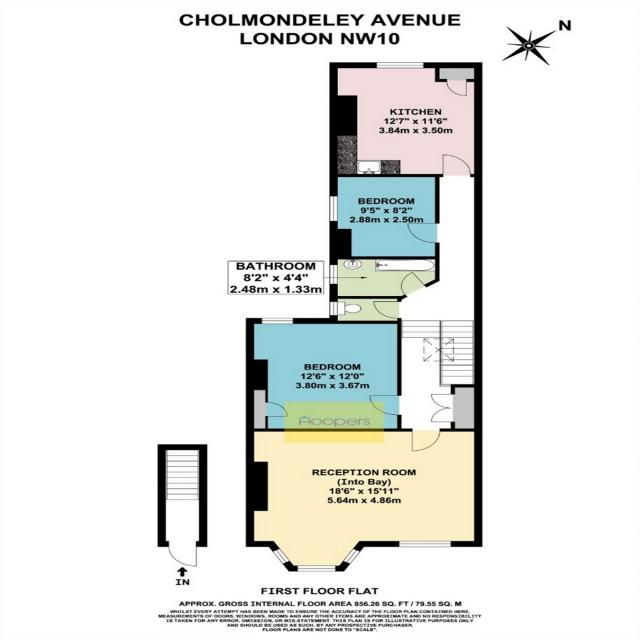 CHOLMONDELEY AVENUE
LONDON NW10
N
KITCHEN
12'7" x 11'6"
3.84m x 3.50m
BEDROOM
9'5" x 8'2"
2.88m x 2.50m
BATHROOM
8'2" x 4'4"
2.48m x 1.33m
BEDROOM
12'6" x 12'0"
3.80m x 3.67m
Hoopers
RECEPTION ROOM
(Into Bay)
18'6" x 15'11"
5.64m x 4.86m
IN
FIRST FLOOR FLAT
APPROX. GROSS INTERNAL FLOOR AREA 856.26 SQ. FT / 79.55 SQ. M
WHILST EVERY ATTEMPT HAS BEEN MADE TO ENSURE THE ACCURACY OF THE FLOOR PLAN CONTAINED HERE,
MEASUREMENTS OF DOORS, WINDOWS, ROOMS AND ANY OTHER ITEMS ARE APPROXIMATE AND NO RESPONSIBILITY
IS TAKEN FOR ANY ERROR, OMISSION, OR MIS-STATEMENT. THIS PLAN IS FOR ILLUSTRATIVE PURPOSES ONLY
AND SHOULD BE USED AS SUCH, BY ANY PROSPECTIVE PURCHASER.
FLOOR PLANS ARE NOT DONE TO "SCALE".